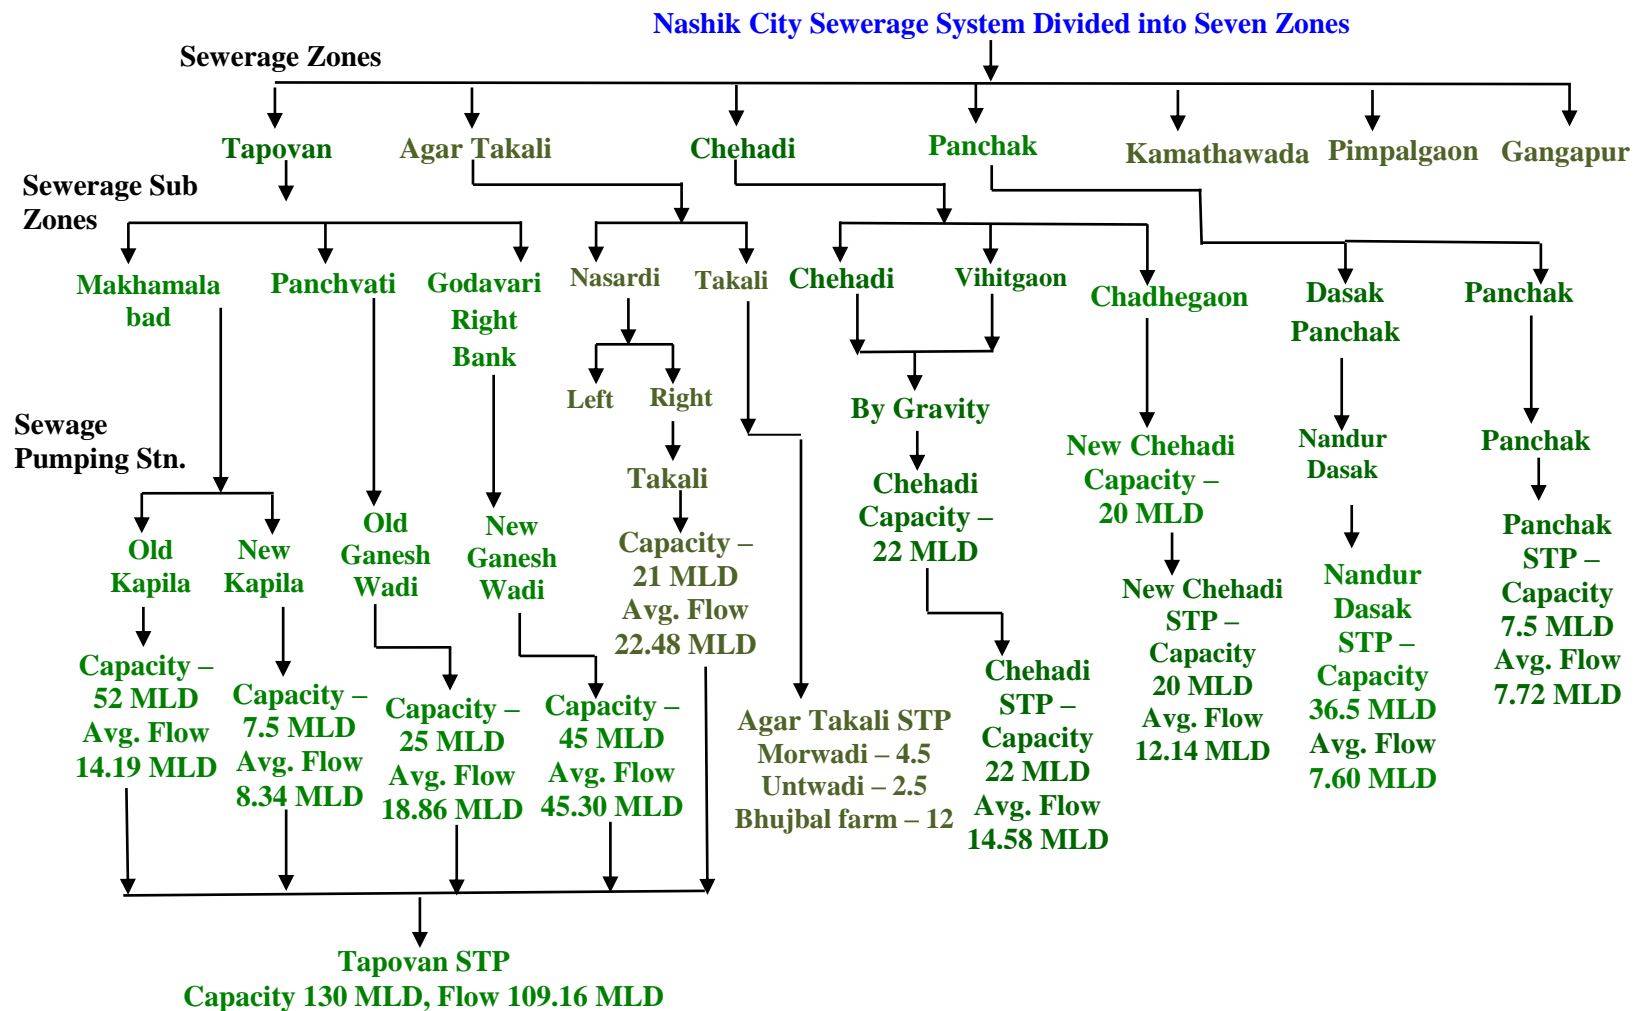 Nashik City Sewerage System Divided into Seven Zones
Sewerage Zones
Tapovan
Agar Takali
Chehadi
Panchak
Kamathawada
Pimpalgaon
Gangapur
Sewerage Sub
Zones
Makhamala
bad
Panchvati
Godavari
Right
Bank
Nasardi
Takali
Chehadi
Vihitgaon
Chadhegaon
Dasak
Panchak
Panchak
Left
Right
By Gravity
Sewage
Pumping Stn.
Takali
Capacity –
21 MLD
Avg. Flow
22.48 MLD
Chehadi
Capacity –
22 MLD
New Chehadi
Capacity –
20 MLD
Nandur
Dasak
Panchak
Old
Kapila
New
Kapila
Old
Ganesh
Wadi
New
Ganesh
Wadi
Capacity –
52 MLD
Avg. Flow
14.19 MLD
Capacity –
7.5 MLD
Avg. Flow
8.34 MLD
Capacity –
25 MLD
Avg. Flow
18.86 MLD
Capacity –
45 MLD
Avg. Flow
45.30 MLD
Agar Takali STP
Morwadi – 4.5
Untwadi – 2.5
Bhujbal farm – 12
Chehadi
STP –
Capacity
22 MLD
Avg. Flow
14.58 MLD
New Chehadi
STP –
Capacity
20 MLD
Avg. Flow
12.14 MLD
Nandur
Dasak
STP –
Capacity
36.5 MLD
Avg. Flow
7.60 MLD
Panchak
STP –
Capacity
7.5 MLD
Avg. Flow
7.72 MLD
Tapovan STP
Capacity 130 MLD, Flow 109.16 MLD